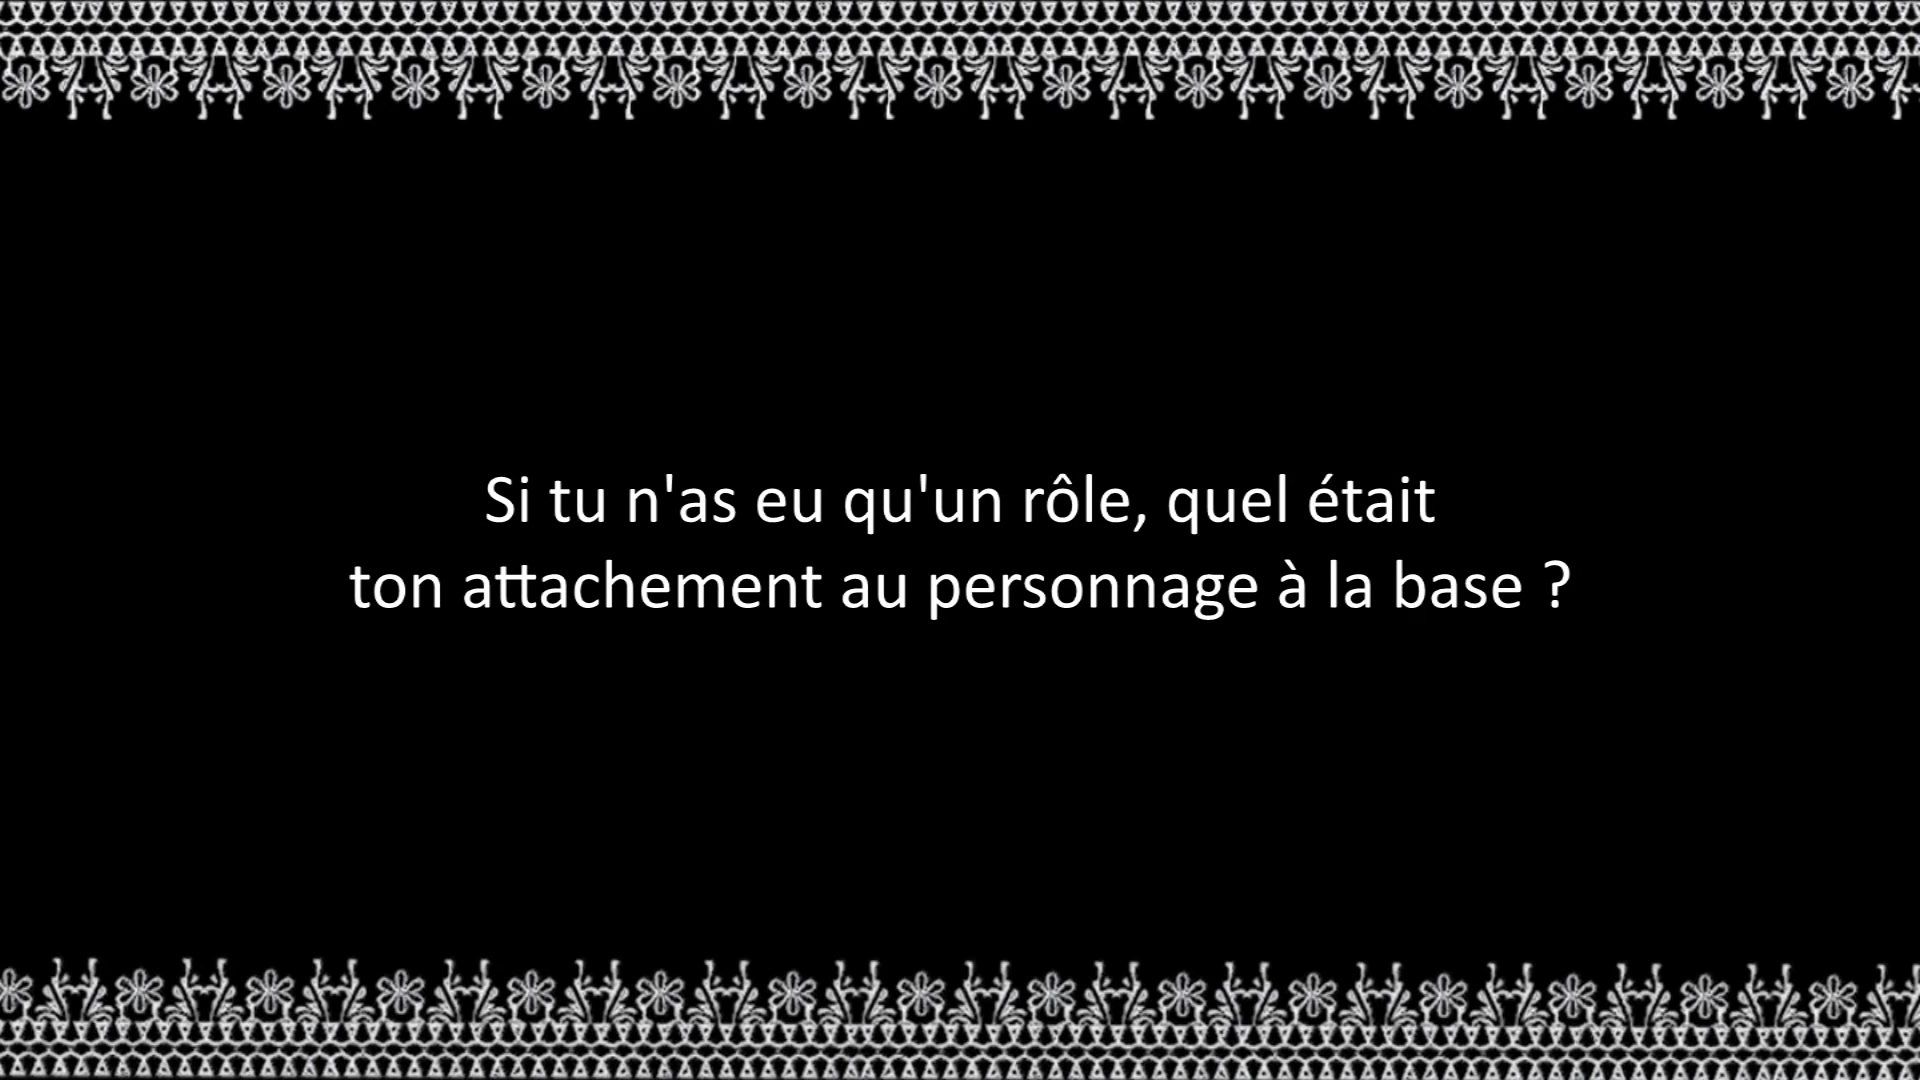 Si tu n'as eu qu'un rôle, quel était
ton attachement au personnage à la base ?